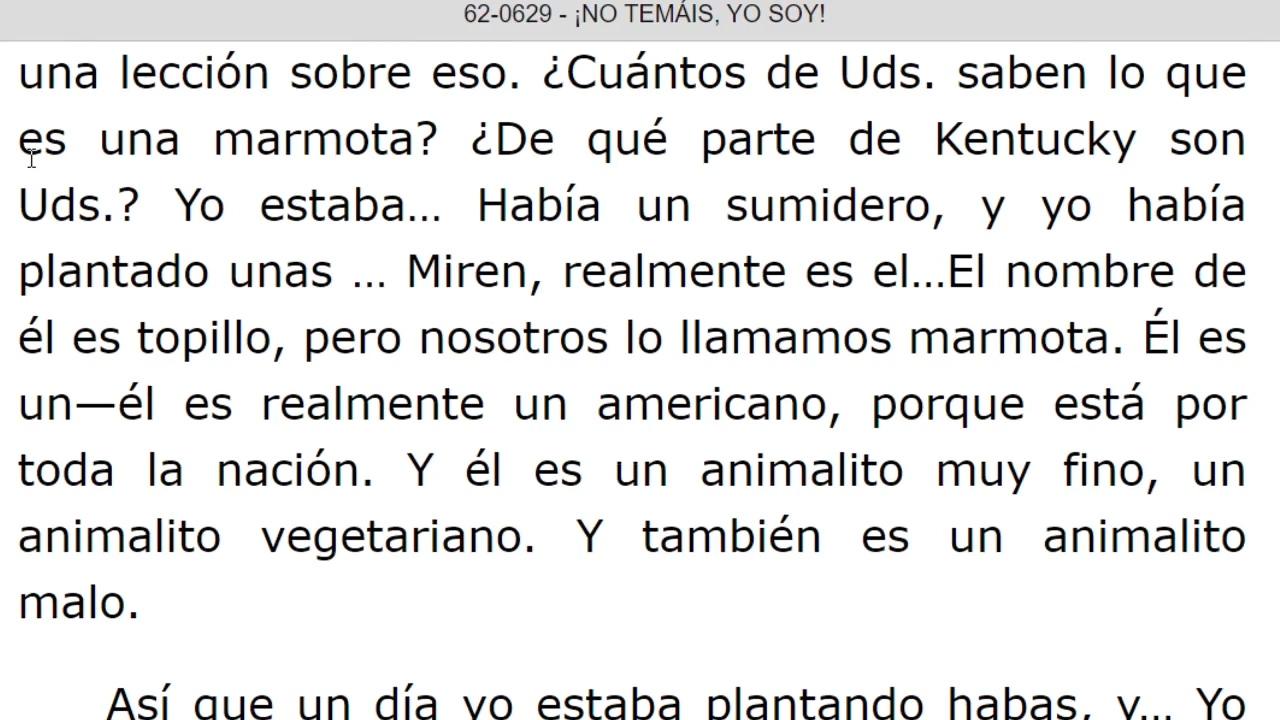 62-0629 - ¡NO TEMÁIS, YO SOY!
una lección sobre eso. ¿Cuántos de Uds. saben lo que
es una marmota? ¿De qué parte de Kentucky son
Uds.? Yo estaba... Había un sumidero, y yo había
plantado unas ... Miren, realmente es el...El nombre de
él es topillo, pero nosotros lo llamamos marmota. Él es
un—él es realmente un americano, porque está por
toda la nación. Y él es un animalito muy fino, un
animalito vegetariano. Y también es un animalito
malo.
Así que un día yo estaba plantando habas, y... Yo